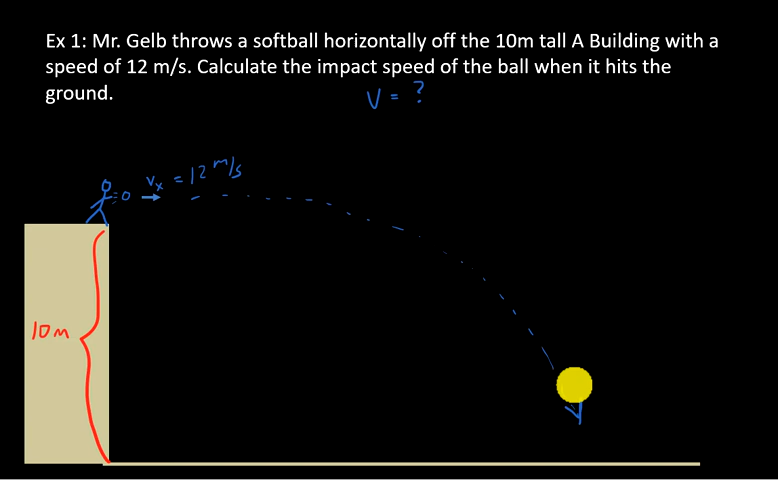 Ex 1: Mr. Gelb throws a softball horizontally off the 10m tall A Building with a
speed of 12 m/s. Calculate the impact speed of the ball when it hits the
ground.
V = ?
vₓ = 12 m/s
10m